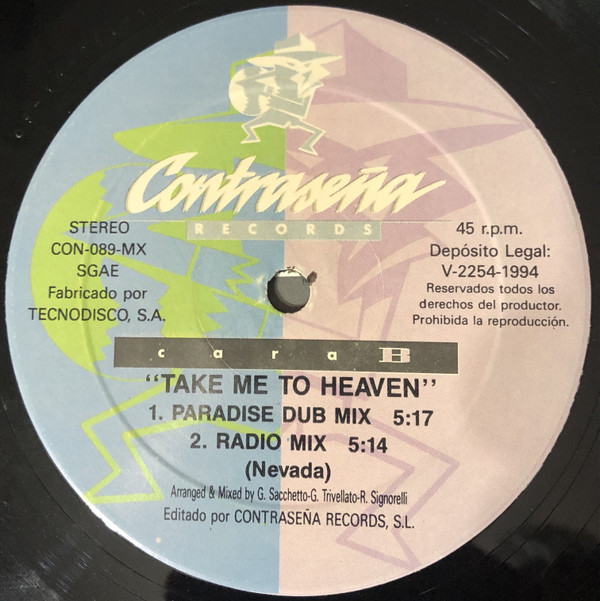 Contraseña
RECORDS
STEREO
CON-089-MX
SGAE
Fabricado por
TECNODISCO, S.A.
45 r.p.m.
Depósito Legal:
V-2254-1994
Reservados todos los
derechos del productor.
Prohibida la reproducción.
cara B
"TAKE ME TO HEAVEN"
1. PARADISE DUB MIX 5:17
2. RADIO MIX 5:14
(Nevada)
Arranged & Mixed by G. Sacchetto-G. Trivellato-R. Signorelli
Editado por CONTRASEÑA RECORDS, S.L.